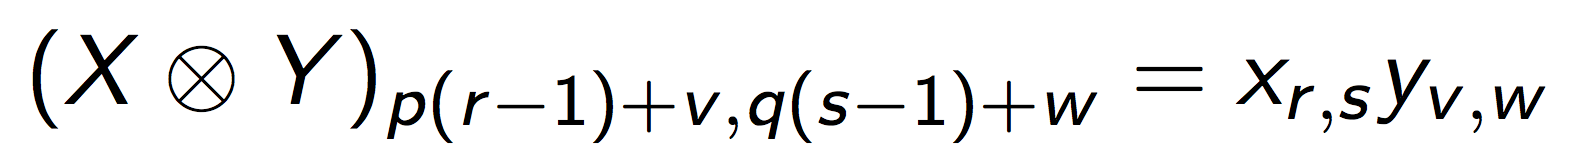 (X ⊗ Y)_{p(r−1)+v,q(s−1)+w} = x_{r,s}y_{v,w}